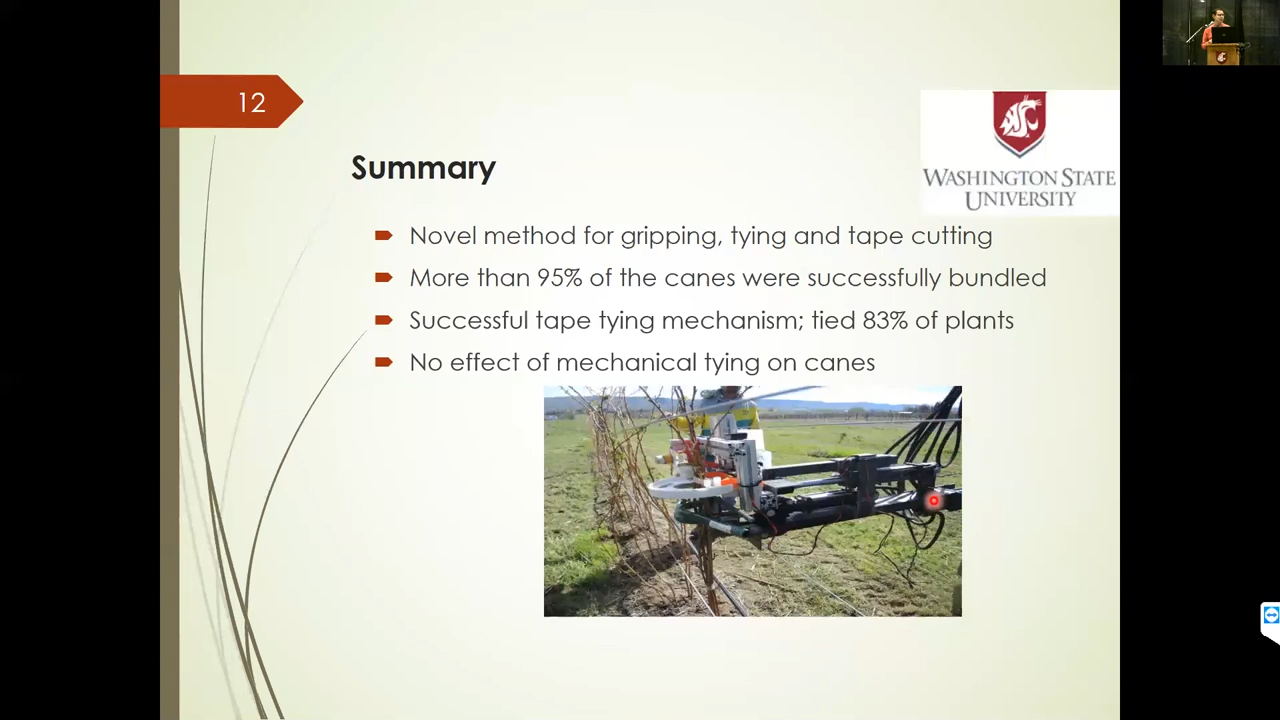 12
Summary
WASHINGTON STATE
UNIVERSITY
Novel method for gripping, tying and tape cutting
More than 95% of the canes were successfully bundled
Successful tape tying mechanism; tied 83% of plants
No effect of mechanical tying on canes